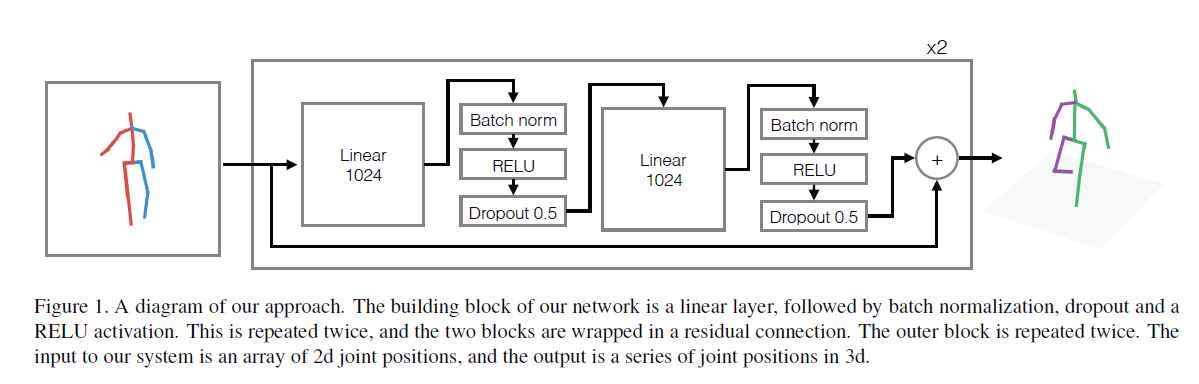 x2
Linear
1024
Batch norm
RELU
Dropout 0.5
Linear
1024
Batch norm
RELU
Dropout 0.5
+
Figure 1. A diagram of our approach. The building block of our network is a linear layer, followed by batch normalization, dropout and a
RELU activation. This is repeated twice, and the two blocks are wrapped in a residual connection. The outer block is repeated twice. The
input to our system is an array of 2d joint positions, and the output is a series of joint positions in 3d.